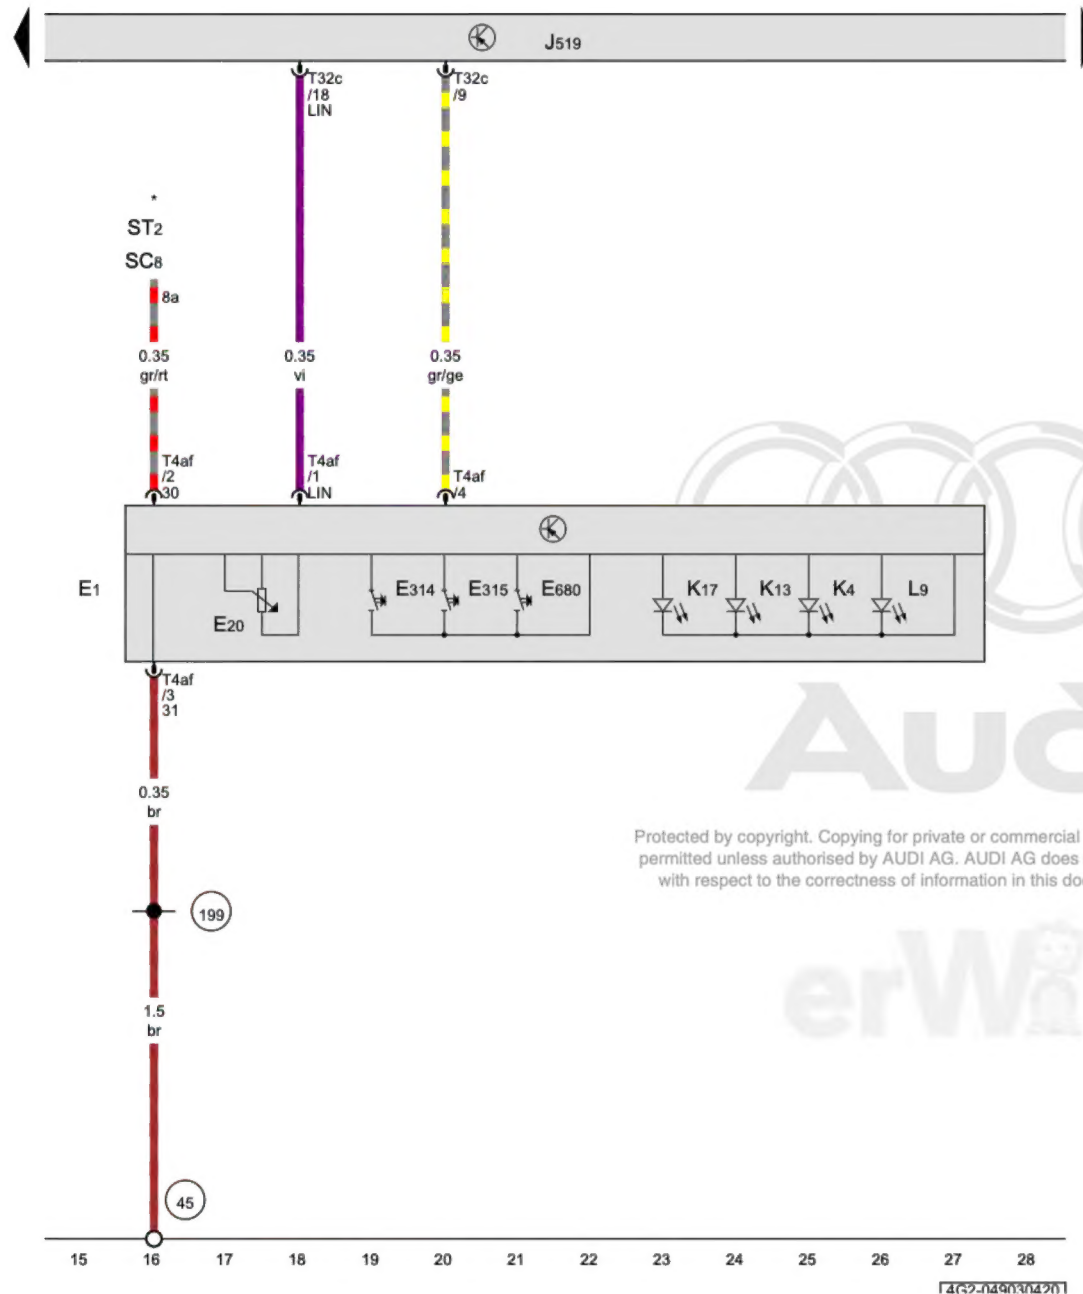 J519
T32c
/18
LIN
T32c
/9
*
ST2
SC8
8a
0.35
gr/rt
0.35
vi
0.35
gr/ge
T4af
/2
30
T4af
/1
LIN
T4af
/4
E1
E20
E314
E315
E680
K17
K13
K4
L9
T4af
/3
31
Aud
0.35
br
Protected by copyright. Copying for private or commercial
permitted unless authorised by AUDI AG. AUDI AG does
with respect to the correctness of information in this do
199
erWi
1.5
br
45
15 16 17 18 19 20 21 22 23 24 25 26 27 28
4G2-049030420